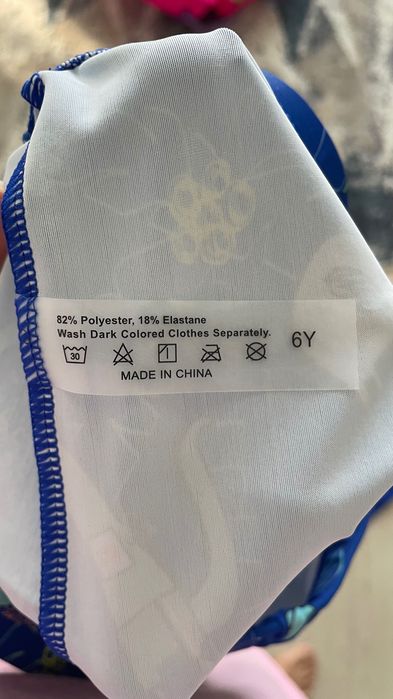 82% Polyester, 18% Elastane
Wash Dark Colored Clothes Separately.
6Y
30
MADE IN CHINA